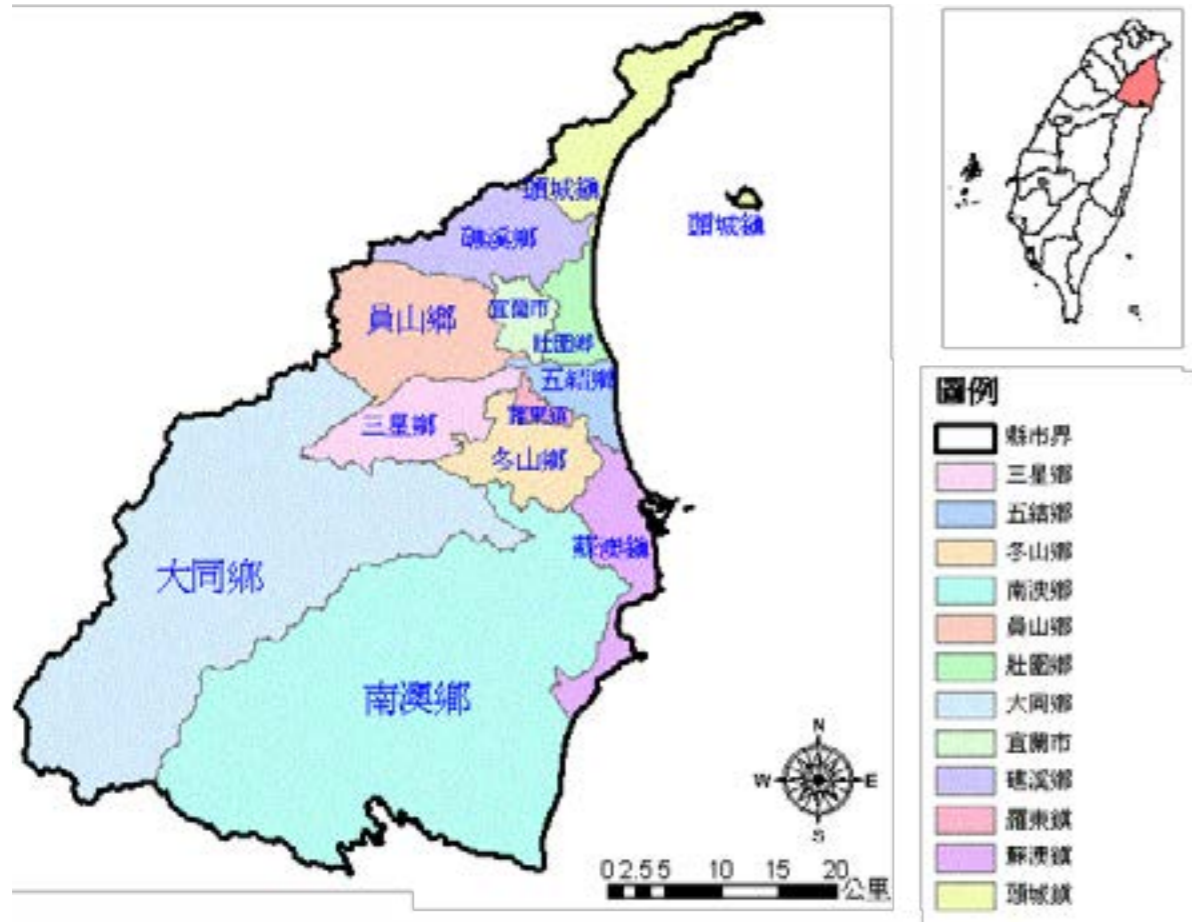 頭城鎮
頭城鎮
礁溪鄉
宜蘭市
員山鄉
壯圍鄉
五結鄉
羅東鎮
三星鄉
冬山鄉
蘇澳鎮
大同鄉
南澳鄉
N
W E
S
0 2.5 5 10 15 20
公里
圖例
縣市界
三星鄉
五結鄉
冬山鄉
南澳鄉
員山鄉
壯圍鄉
大同鄉
宜蘭市
礁溪鄉
羅東鎮
蘇澳鎮
頭城鎮